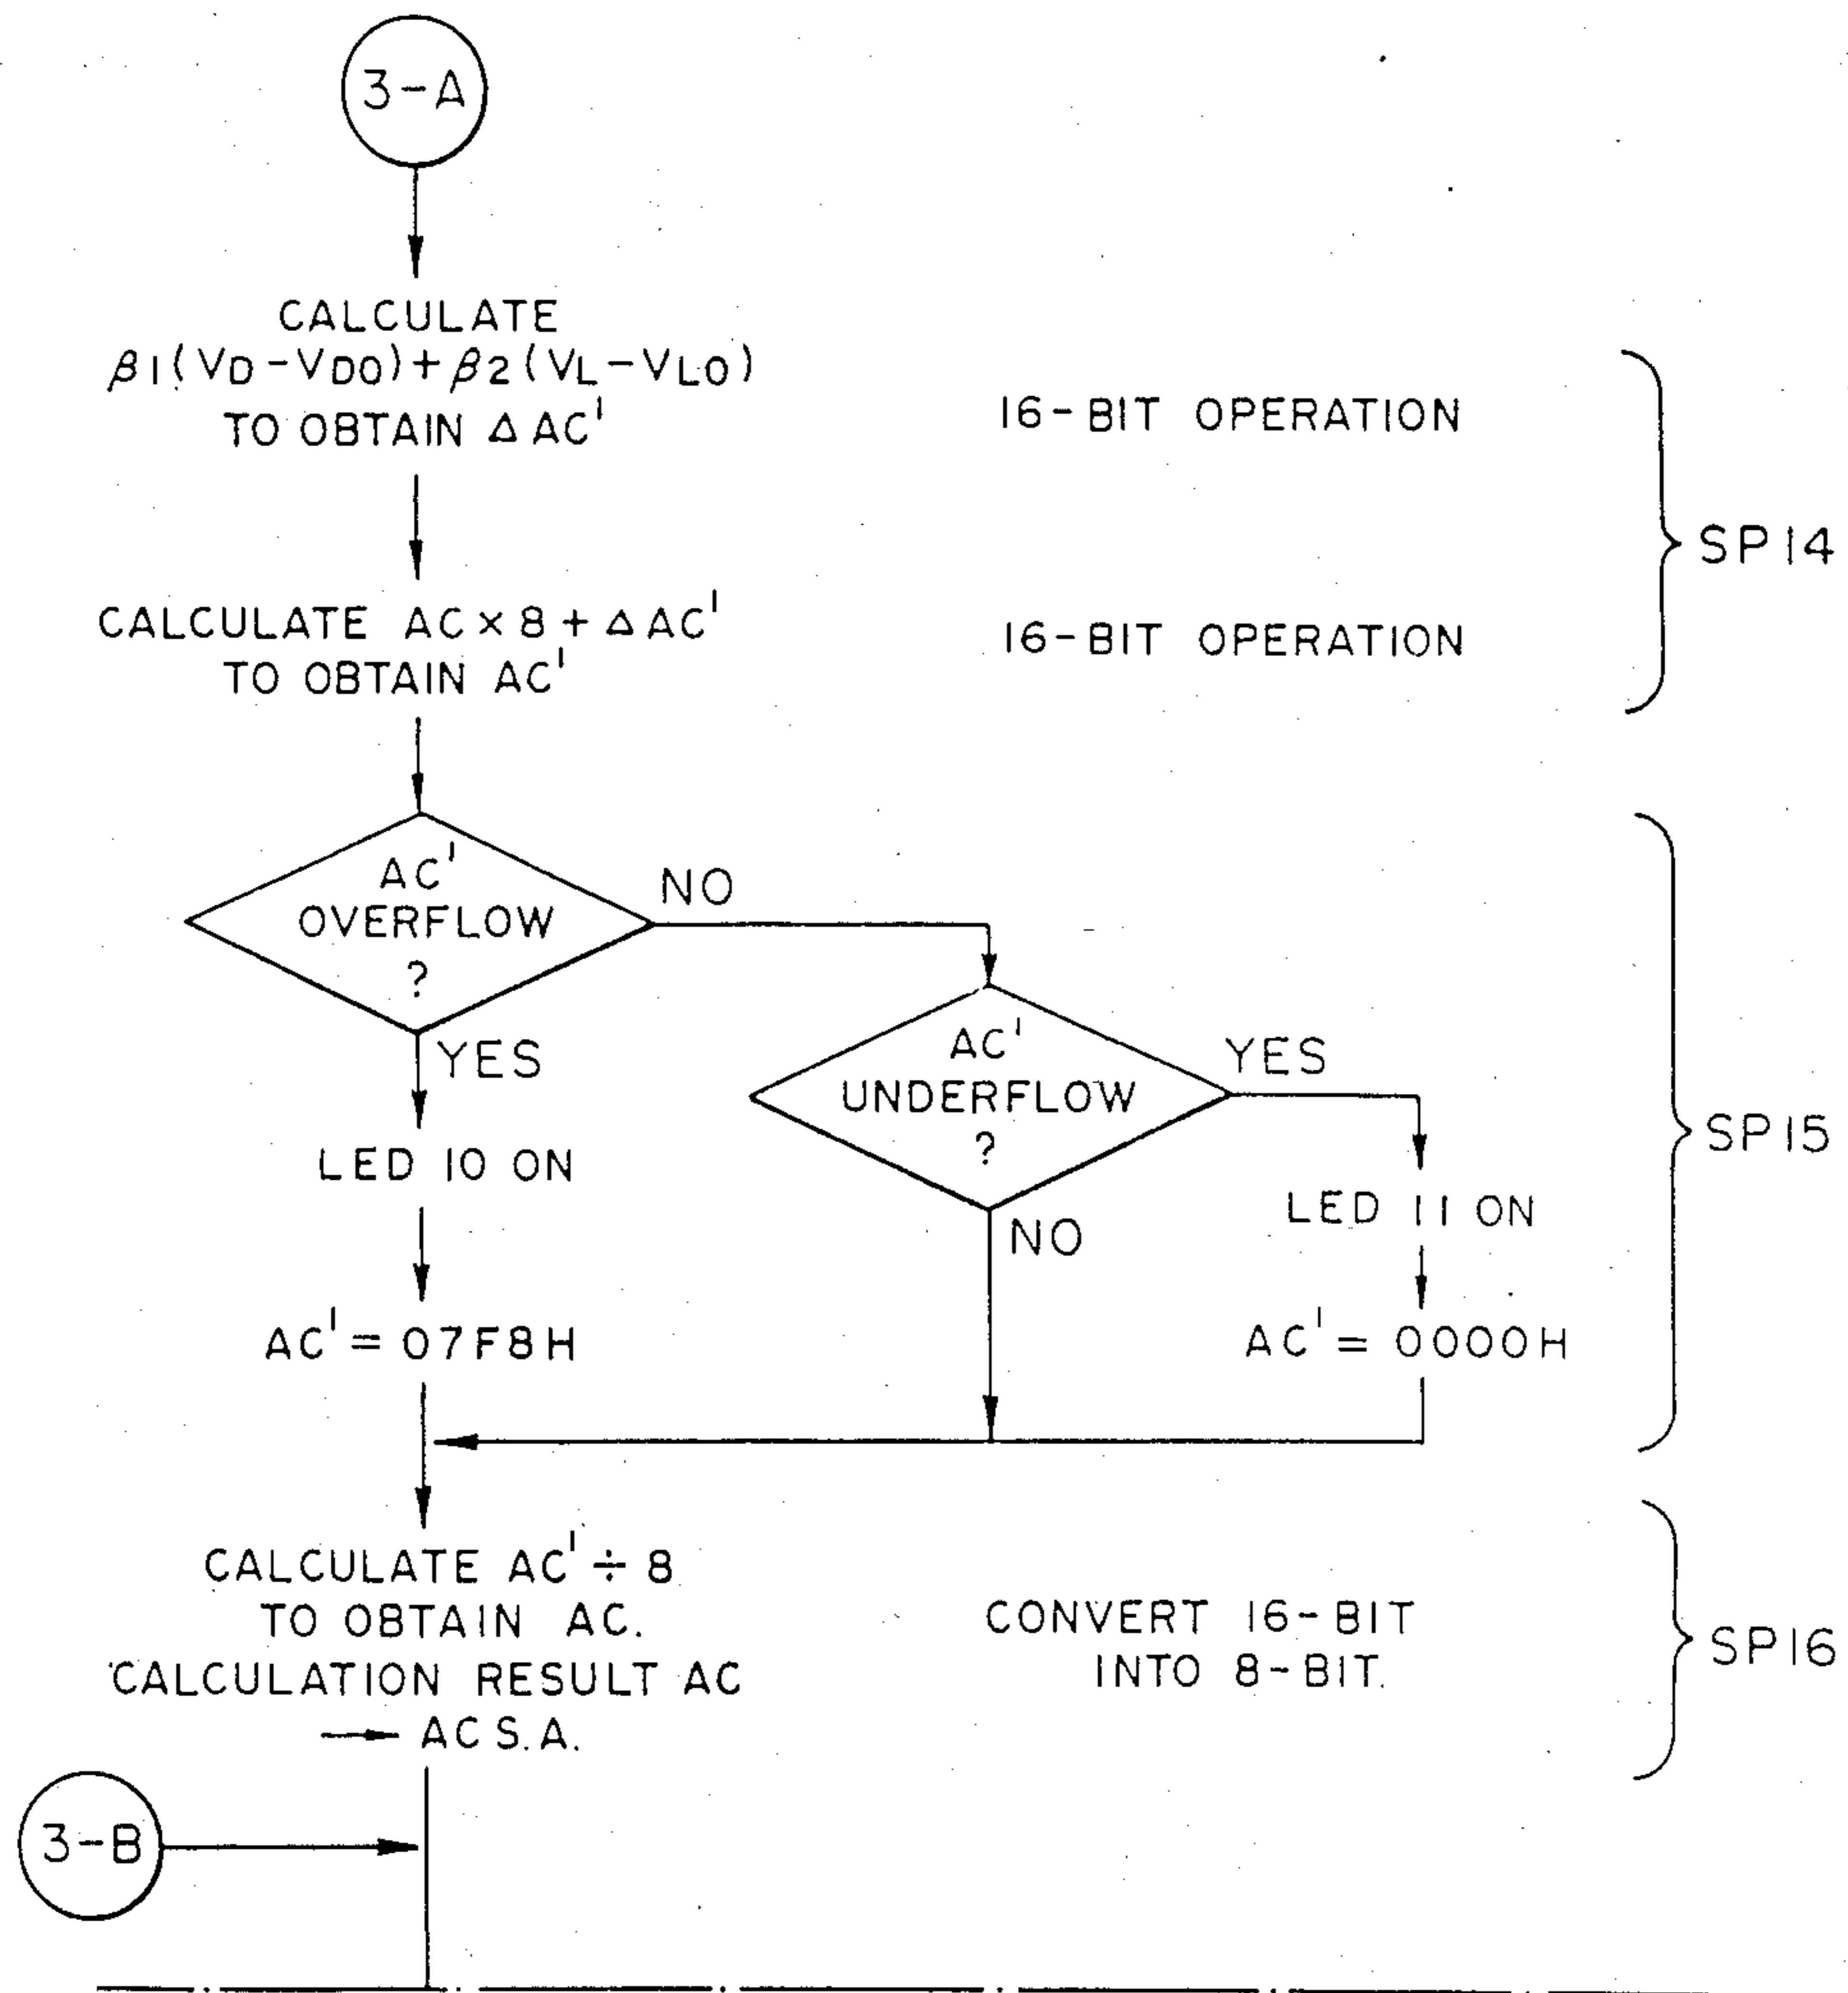 3-A
CALCULATE
β1(VD-VDO)+β2(VL-VLO)
TO OBTAIN Δ AC'
16-BIT OPERATION
SP14
CALCULATE AC×8+ΔAC'
TO OBTAIN AC'
16-BIT OPERATION
AC'
OVERFLOW
?
NO
YES
AC'
UNDERFLOW
?
YES
NO
SP15
LED 10 ON
LED 11 ON
AC'=07F8H
AC'=0000H
CALCULATE AC'÷8
TO OBTAIN AC.
CALCULATION RESULT AC
→ AC S.A.
CONVERT 16-BIT
INTO 8-BIT.
SP16
3-B